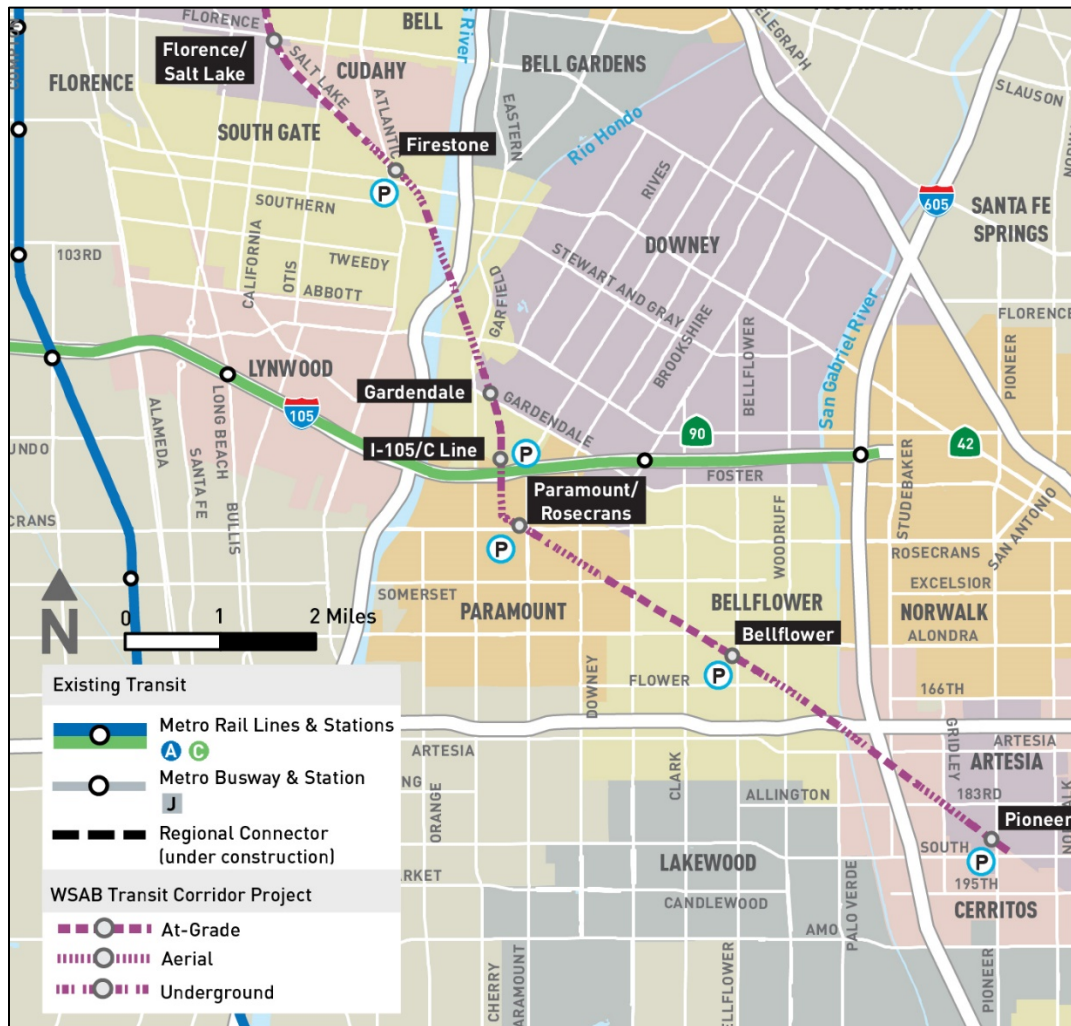 FLORENCE
BELL
Florence/
Salt Lake
SALT LAKE
CUDAHY
ATLANTIC
River
BELL GARDENS
EASTERN
Rio Hondo
TELEGRAPH
SLAUSON
FLORENCE
SOUTH GATE
Firestone
P
SOUTHERN
RIVES
605
SANTA FE
SPRINGS
DOWNEY
103RD
CALIFORNIA
OTIS
TWEEDY
ABBOTT
GARFIELD
STEWART AND GRAY
BROOKSHIRE
BELLFLOWER
San Gabriel River
FLORENCE
PIONEER
LYNWOOD
105
Gardendale
GARDENDALE
I-105/C Line
P
90
42
FOSTER
ALAMEDA
SANTA FE
LONG BEACH
BULLIS
Paramount/
Rosecrans
P
STUDEBAKER
SAN ANTONIO
WOODRUFF
ROSECRANS
EXCELSIOR
SOMERSET
PARAMOUNT
BELLFLOWER
NORWALK
ALONDRA
N
0 1 2 Miles
Bellflower
P
DOWNEY
FLOWER
166TH
Existing Transit
Metro Rail Lines & Stations
A C
Metro Busway & Station
J
Regional Connector
(under construction)
WSAB Transit Corridor Project
At-Grade
Aerial
Underground
ARTESIA
ORANGE
CLARK
ALLINGTON
GRIDLEY
ARTESIA
ARTESIA
183RD
Pioneer
P
SOUTH
195TH
LAKEWOOD
CANDLEWOOD
PALO VERDE
CERRITOS
AMO
CHERRY
PARAMOUNT
BELLFLOWER
PIONEER